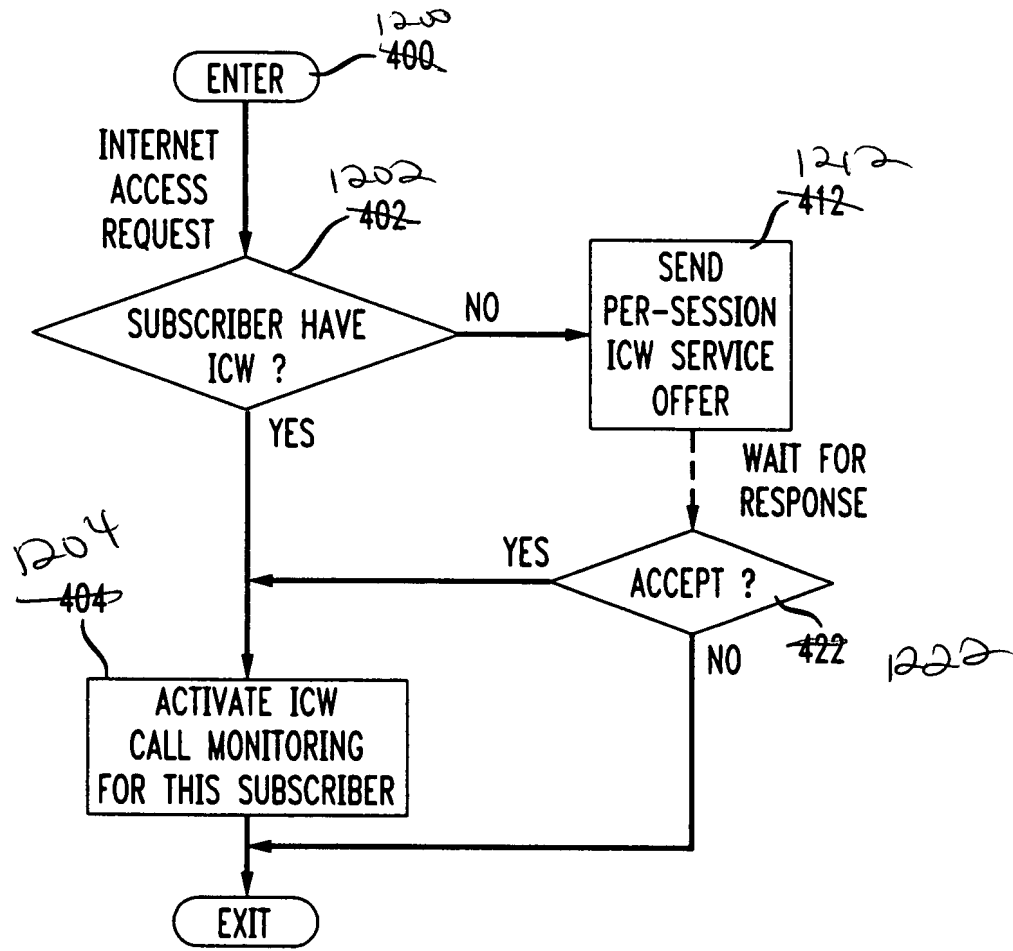 1200
400
ENTER
INTERNET
ACCESS
REQUEST
1202
402
SUBSCRIBER HAVE
ICW ?
NO
1212
412
SEND
PER-SESSION
ICW SERVICE
OFFER
YES
WAIT FOR
RESPONSE
1204
404
YES
ACCEPT ?
422
1222
NO
ACTIVATE ICW
CALL MONITORING
FOR THIS SUBSCRIBER
EXIT